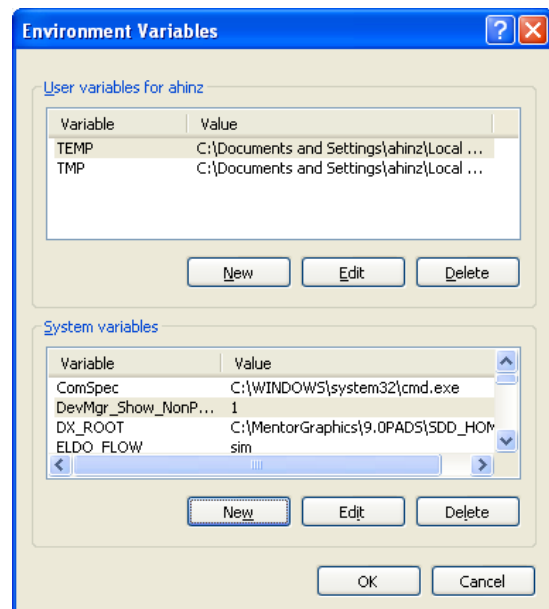 Environment Variables
User variables for ahinz
Variable Value
TEMP C:\Documents and Settings\ahinz\Local ...
TMP C:\Documents and Settings\ahinz\Local ...
New Edit Delete
System variables
Variable Value
ComSpec C:\WINDOWS\system32\cmd.exe
DevMgr_Show_NonP... 1
DX_ROOT C:\MentorGraphics\9.0PADS\SDD_HOM
ELDO_FLOW sim
New Edit Delete
OK Cancel